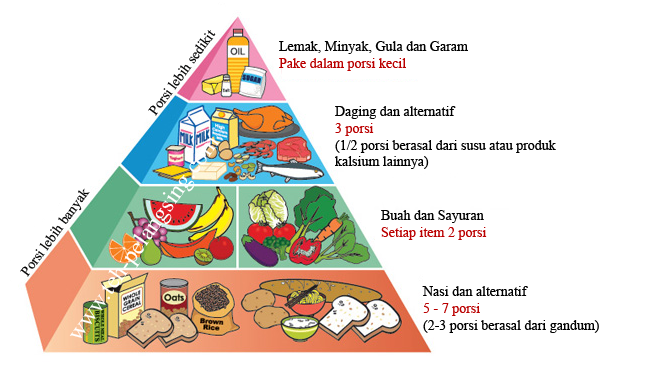 Lemak, Minyak, Gula dan Garam
Pake dalam porsi kecil
Porsi lebih sedikit
OIL
SUGAR
Daging dan alternatif
3 porsi
(1/2 porsi berasal dari susu atau produk
kalsium lainnya)
MILK
MILK
Porsi lebih banyak
Buah dan Sayuran
Setiap item 2 porsi
Nasi dan alternatif
5 - 7 porsi
(2-3 porsi berasal dari gandum)
WHOLE
GRAIN
CEREAL
Oats
Brown
Rice